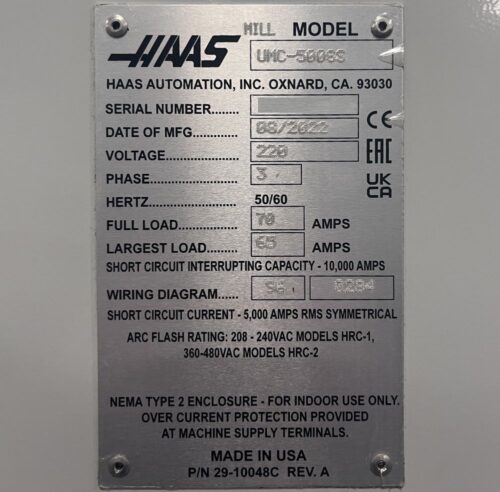 HAAS MILL MODEL
UMC-500SS
HAAS AUTOMATION, INC. OXNARD, CA. 93030
SERIAL NUMBER.......
DATE OF MFG......... 08/2022 CE
VOLTAGE............... 220 EAC
PHASE................... 3 UK
HERTZ.................. 50/60 CA
FULL LOAD........... 70 AMPS
LARGEST LOAD.... 65 AMPS
SHORT CIRCUIT INTERRUPTING CAPACITY - 10,000 AMPS
WIRING DIAGRAM...... 0284
SHORT CIRCUIT CURRENT - 5,000 AMPS RMS SYMMETRICAL
ARC FLASH RATING: 208 - 240VAC MODELS HRC-1,
360-480VAC MODELS HRC-2
NEMA TYPE 2 ENCLOSURE - FOR INDOOR USE ONLY.
OVER CURRENT PROTECTION PROVIDED
AT MACHINE SUPPLY TERMINALS.
MADE IN USA
P/N 29-10048C REV. A